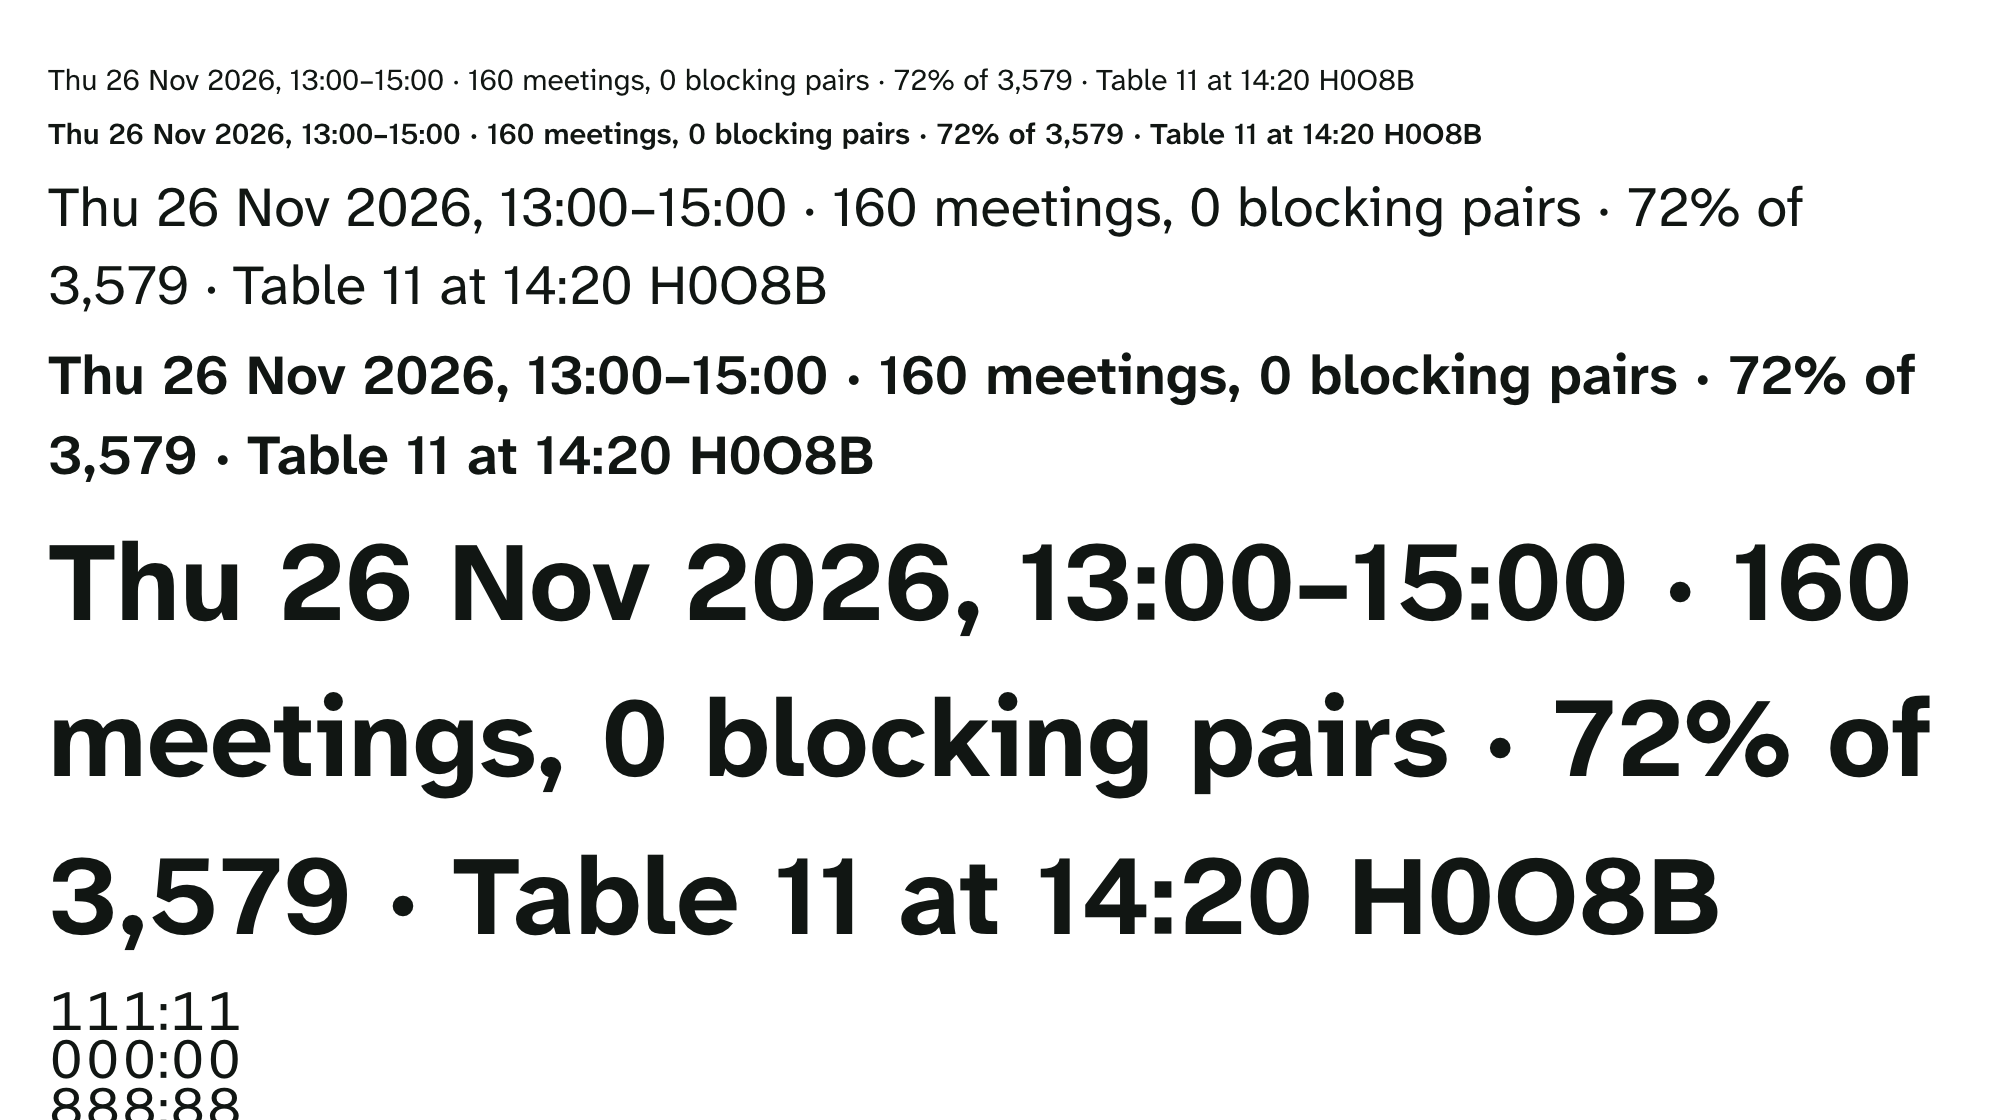 Thu 26 Nov 2026, 13:00–15:00 · 160 meetings, 0 blocking pairs · 72% of 3,579 · Table 11 at 14:20 H0O8B
Thu 26 Nov 2026, 13:00–15:00 · 160 meetings, 0 blocking pairs · 72% of 3,579 · Table 11 at 14:20 H0O8B
Thu 26 Nov 2026, 13:00–15:00 · 160 meetings, 0 blocking pairs · 72% of
3,579 · Table 11 at 14:20 H0O8B
Thu 26 Nov 2026, 13:00–15:00 · 160 meetings, 0 blocking pairs · 72% of
3,579 · Table 11 at 14:20 H0O8B
Thu 26 Nov 2026, 13:00–15:00 · 160
meetings, 0 blocking pairs · 72% of
3,579 · Table 11 at 14:20 H0O8B
111:11
000:00
888:88